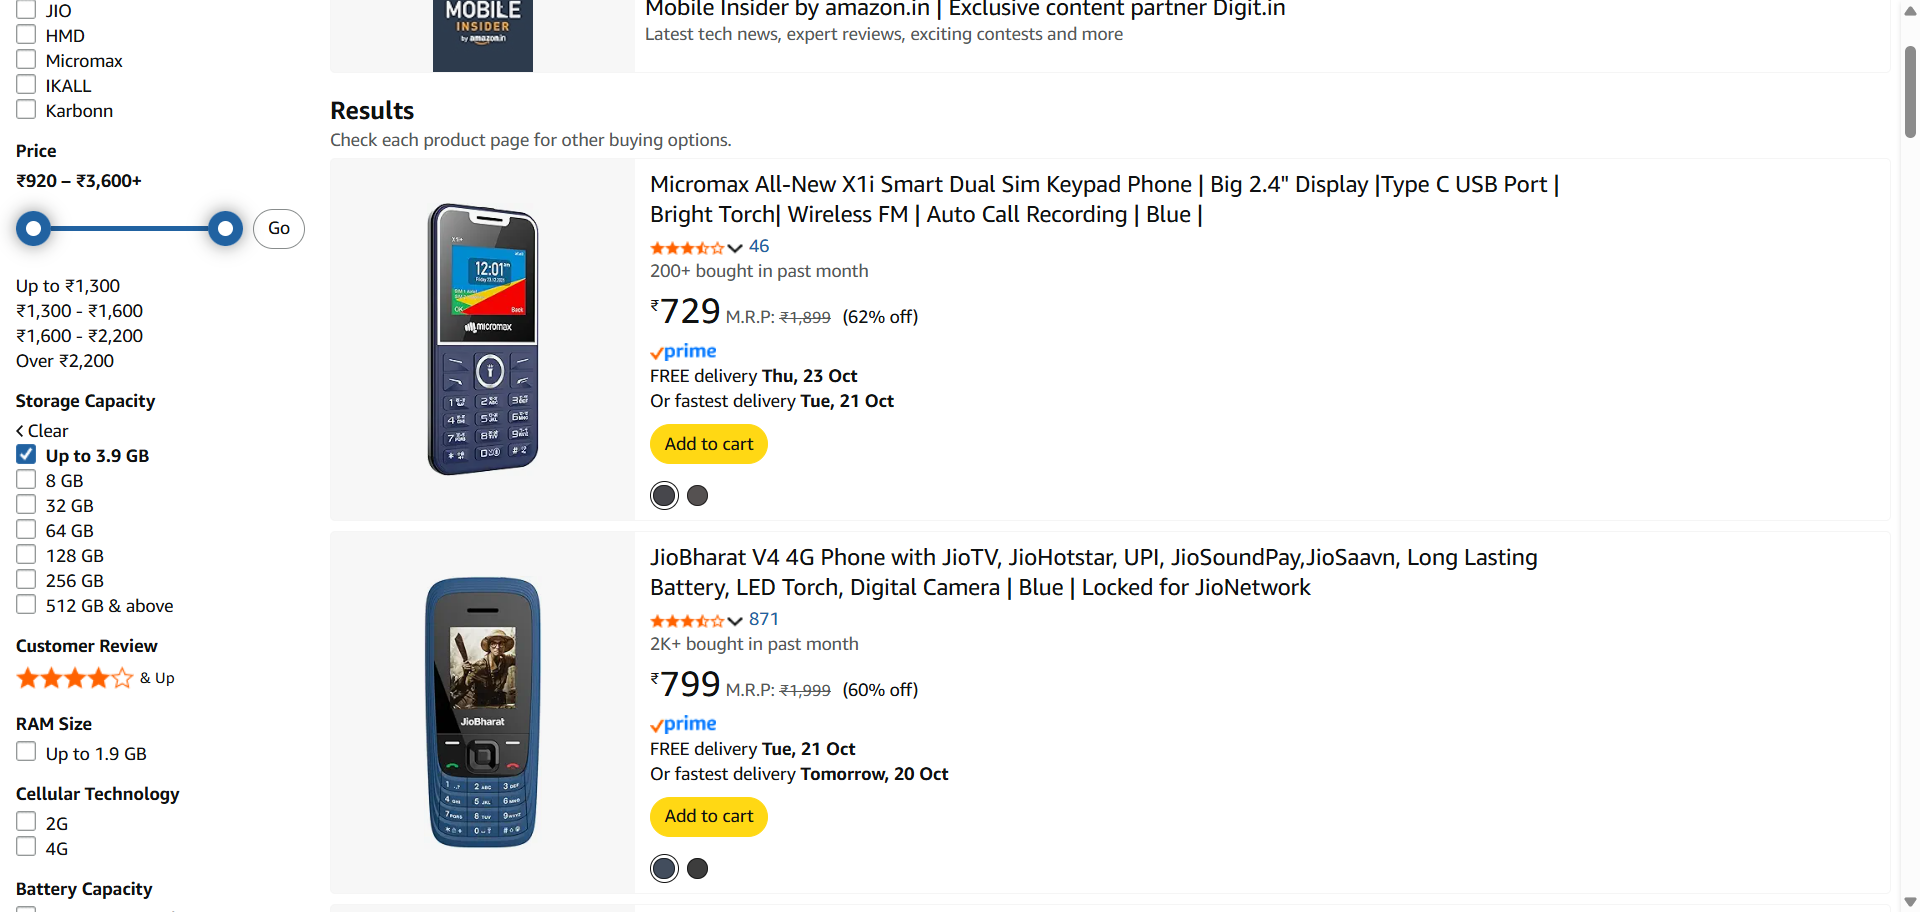 JIO
HMD
Micromax
IKALL
Karbonn
Price
₹920 – ₹3,600+
Go
Up to ₹1,300
₹1,300 - ₹1,600
₹1,600 - ₹2,200
Over ₹2,200
Storage Capacity
Clear
Up to 3.9 GB
8 GB
32 GB
64 GB
128 GB
256 GB
512 GB & above
Customer Review
& Up
RAM Size
Up to 1.9 GB
Cellular Technology
2G
4G
Battery Capacity
MOBILE
INSIDER
by amazon.in
Mobile Insider by amazon.in | Exclusive content partner Digit.in
Latest tech news, expert reviews, exciting contests and more
Results
Check each product page for other buying options.
12:01
Back
micromax
Micromax All-New X1i Smart Dual Sim Keypad Phone | Big 2.4" Display |Type C USB Port |
Bright Torch| Wireless FM | Auto Call Recording | Blue |
46
200+ bought in past month
₹729 M.R.P: ₹1,899 (62% off)
prime
FREE delivery Thu, 23 Oct
Or fastest delivery Tue, 21 Oct
Add to cart
JioBharat
JioBharat V4 4G Phone with JioTV, JioHotstar, UPI, JioSoundPay,JioSaavn, Long Lasting
Battery, LED Torch, Digital Camera | Blue | Locked for JioNetwork
871
2K+ bought in past month
₹799 M.R.P: ₹1,999 (60% off)
prime
FREE delivery Tue, 21 Oct
Or fastest delivery Tomorrow, 20 Oct
Add to cart